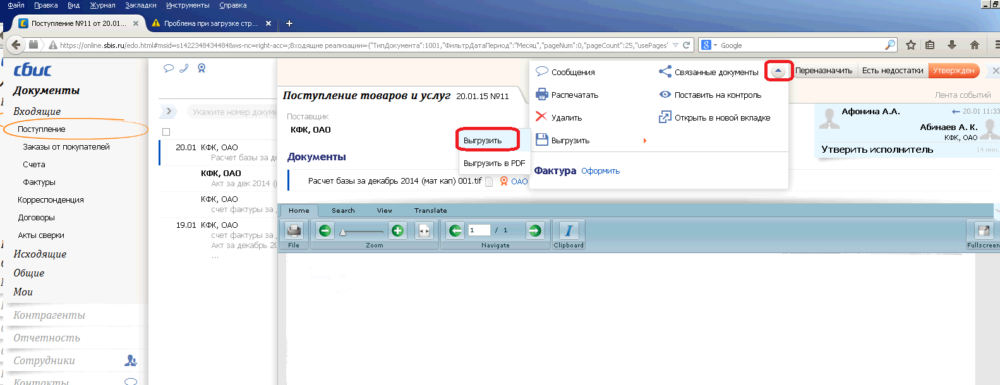 Файл Правка Вид Журнал Закладки Инструменты Справка
Поступление №11 от 20.01... × Проблема при загрузке стр... × +
https://online.sbis.ru/edo.html#msid=s1422348434484&ws-nc=right-acc=;Входящие реализации={"ТипДокумента":1001,"ФильтрДатаПериод":"Месяц","pageNum":0,"pageCount":25,"usePages"
Google
сбис
Документы
Входящие
Поступление
Заказы от покупателей
Счета
Фактуры
Корреспонденция
Договоры
Акты сверки
Исходящие
Общие
Мои
Контрагенты
Отчетность
Сотрудники
Контакты
Укажите номер докуме
20.01 КФК, ОАО
Расчет базы за де
КФК, ОАО
Акт за дек 2014 (
КФК, ОАО
счет фактуры за
19.01 КФК, ОАО
счет фактуры за
Акт за декабрь 20
...
Поступление товаров и услуг 20.01.15 №11
Поставщик
КФК, ОАО
Документы
Расчет базы за декабрь 2014 (мат кап) 001.tif ОАО
Выгрузить
Выгрузить в PDF
Сообщения
Распечатать
Удалить
Выгрузить
Связанные документы
Поставить на контроль
Открыть в новой вкладке
Фактура Оформить
Переназначить Есть недостатки Утвержден
Лента событий
Афонина А.А. 20.01 11:33
Абинаев А. К.
КФК, ОАО
Утверить исполнитель 14 мин.
Home Search View Translate
1 / 1
File Zoom Navigate Clipboard Fullscreen